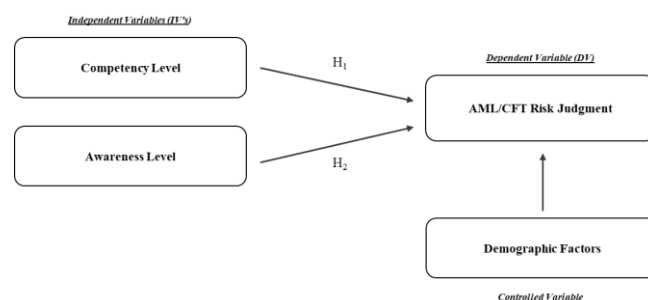 Independent Variables (IV's)
Competency Level
H1
Dependent Variable (DV)
AML/CFT Risk Judgment
Awareness Level
H2
Demographic Factors
Controlled Variable